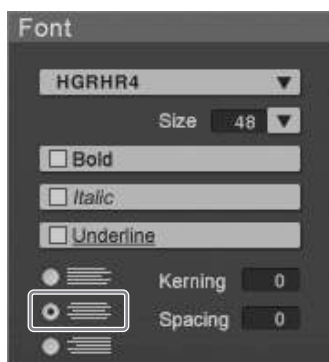 Font
HGRHR4
Size 48
Bold
Italic
Underline
Kerning 0
Spacing 0